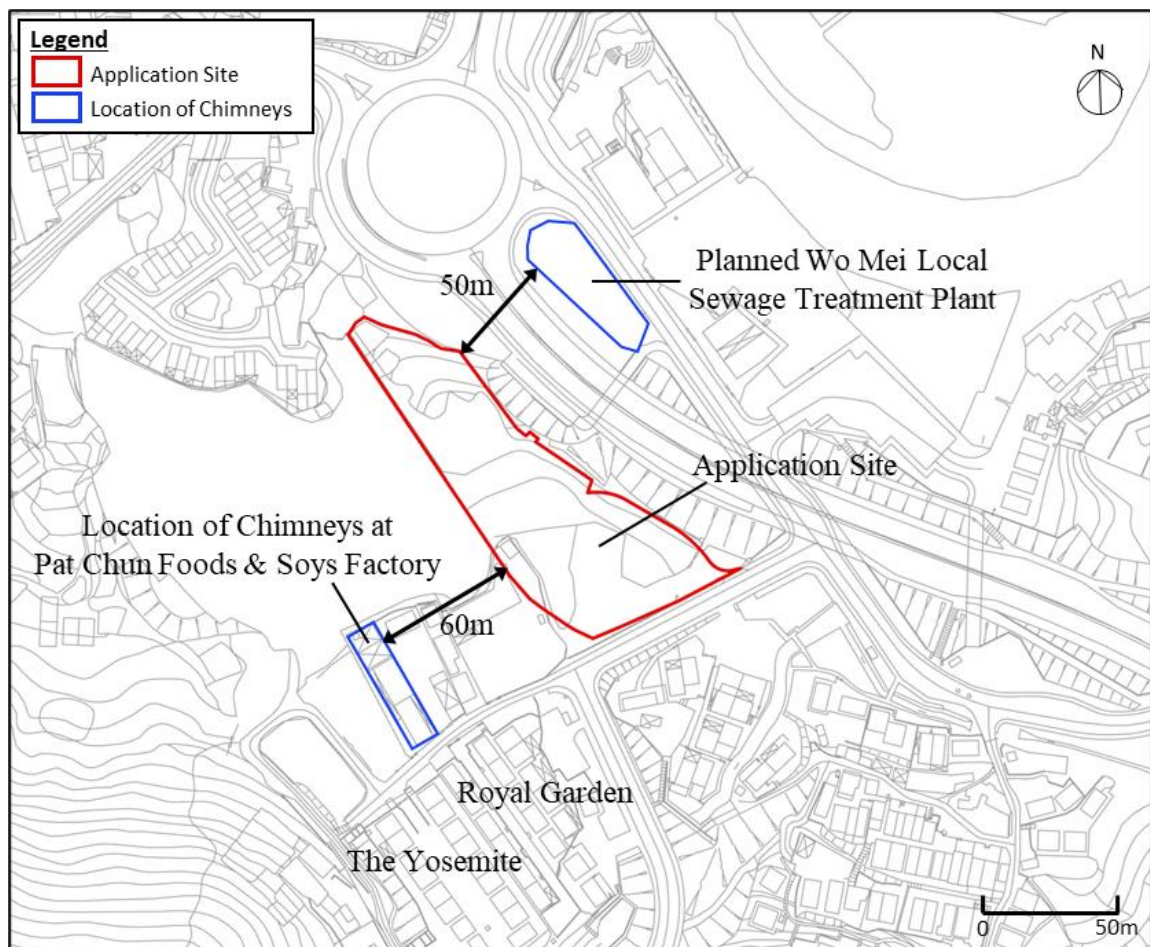 Legend
Application Site
Location of Chimneys
N
50m
Planned Wo Mei Local
Sewage Treatment Plant
Application Site
Location of Chimneys at
Pat Chun Foods & Soys Factory
60m
Royal Garden
The Yosemite
0 50m